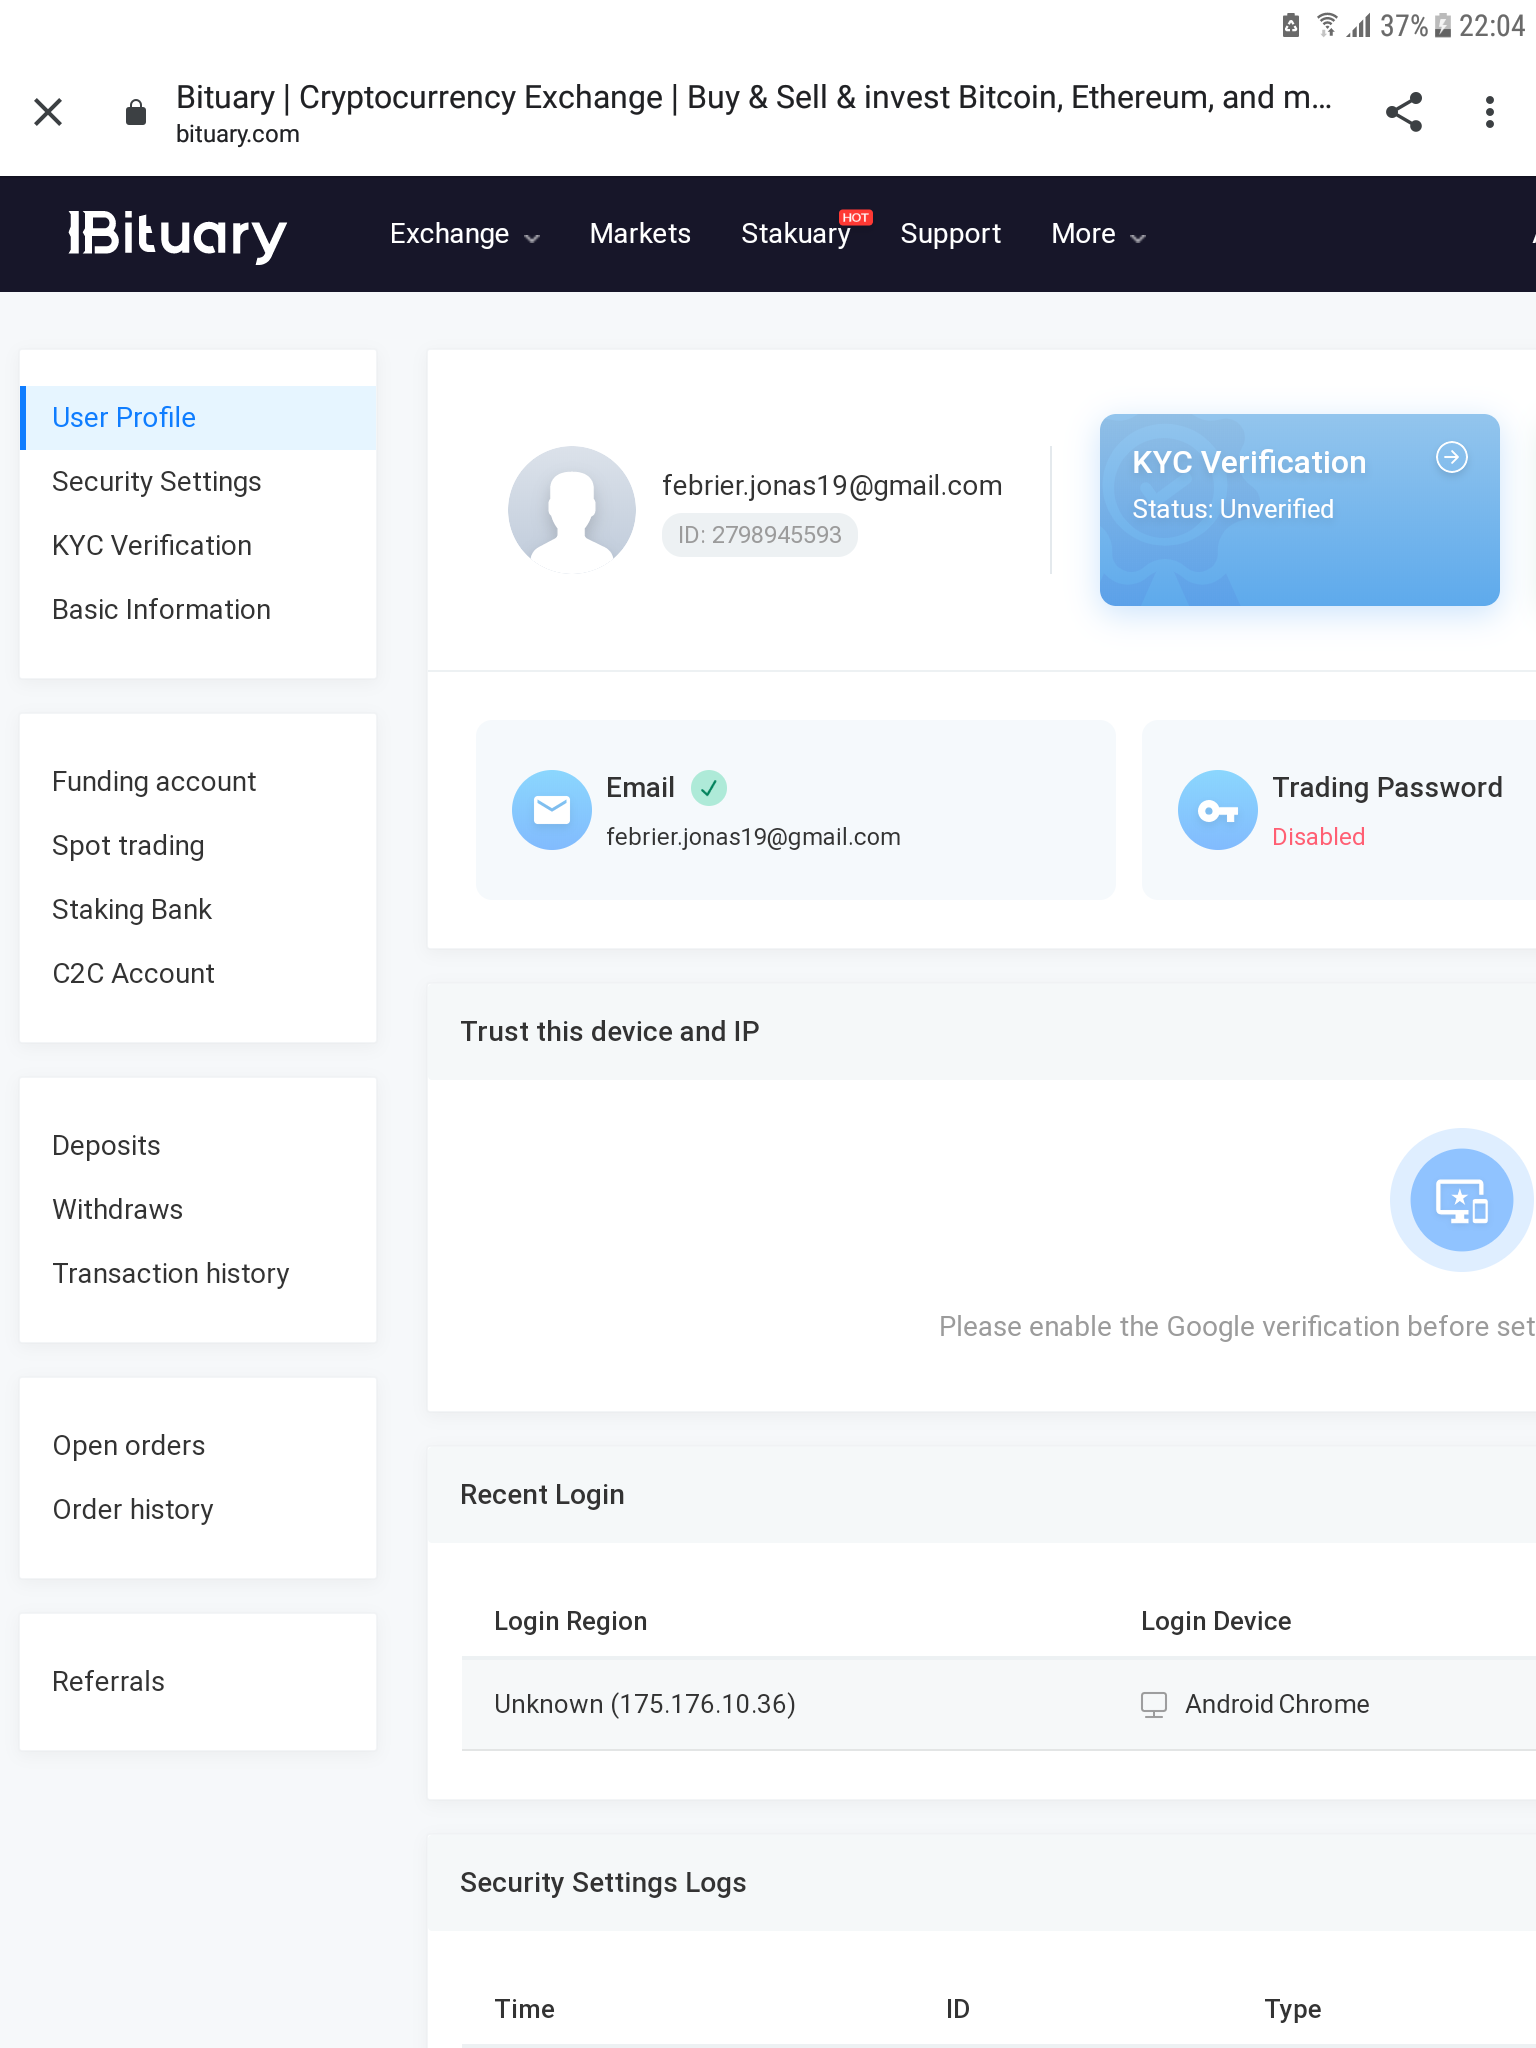 37% 22:04
Bituary | Cryptocurrency Exchange | Buy & Sell & invest Bitcoin, Ethereum, and m...
bituary.com
Bituary
Exchange Markets Stakuary HOT Support More
User Profile
Security Settings
KYC Verification
Basic Information
Funding account
Spot trading
Staking Bank
C2C Account
Deposits
Withdraws
Transaction history
Open orders
Order history
Referrals
febrier.jonas19@gmail.com
ID: 2798945593
KYC Verification
Status: Unverified
Email
febrier.jonas19@gmail.com
Trading Password
Disabled
Trust this device and IP
Please enable the Google verification before set
Recent Login
Login Region Login Device
Unknown (175.176.10.36) Android Chrome
Security Settings Logs
Time ID Type